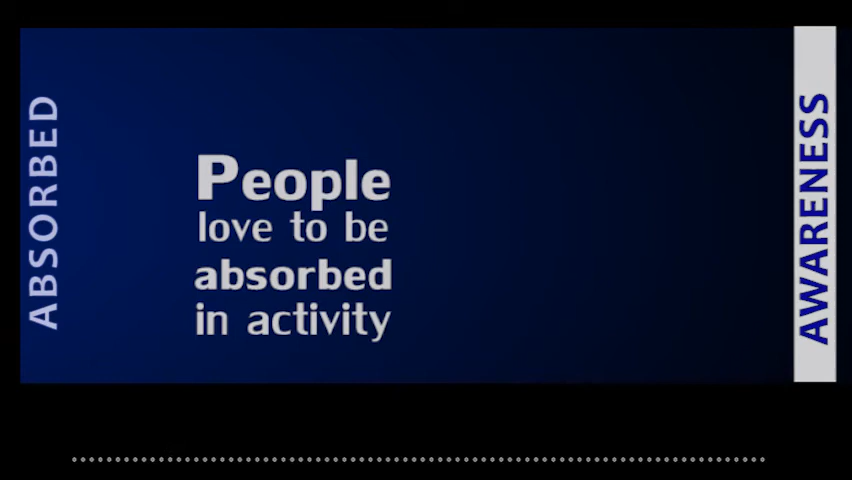 ABSORBED
People
love to be
absorbed
in activity
AWARENESS